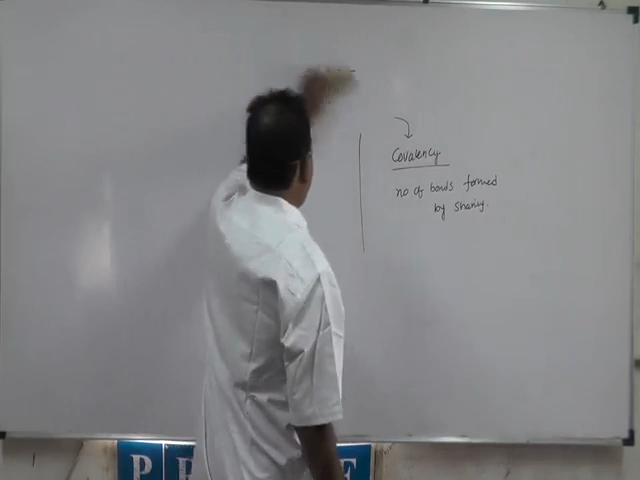 Covalency
no of bonds formed
by sharing.
P R
E